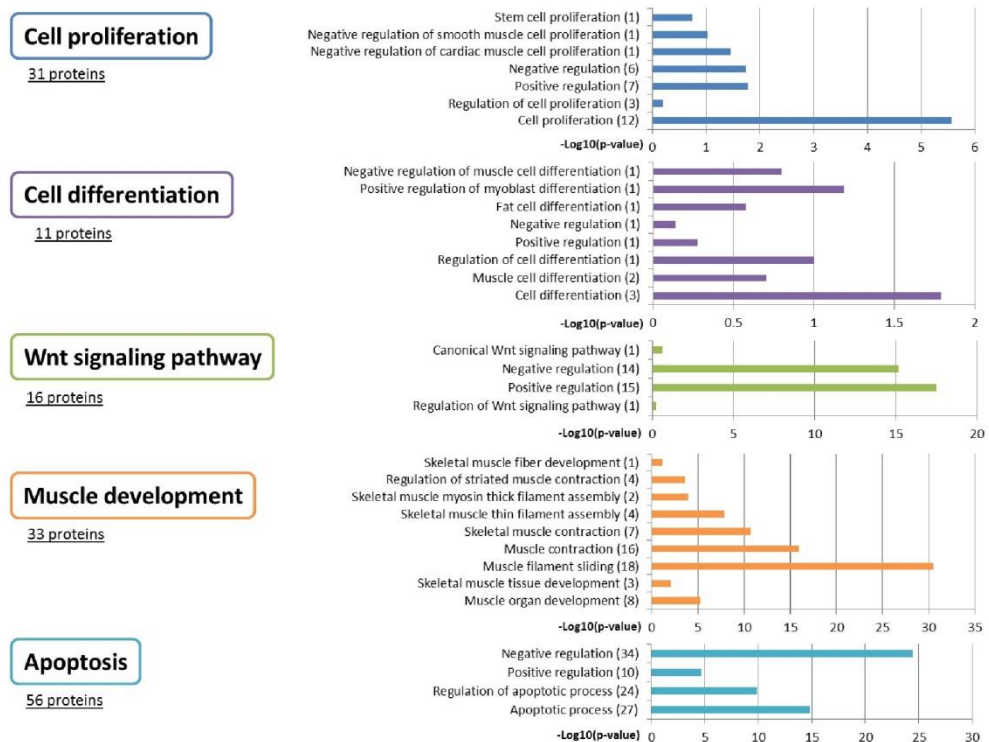 Cell proliferation
31 proteins
Stem cell proliferation (1)
Negative regulation of smooth muscle cell proliferation (1)
Negative regulation of cardiac muscle cell proliferation (1)
Negative regulation (6)
Positive regulation (7)
Regulation of cell proliferation (3)
Cell proliferation (12)
-Log10(p-value) 0 1 2 3 4 5 6
Cell differentiation
11 proteins
Negative regulation of muscle cell differentiation (1)
Positive regulation of myoblast differentiation (1)
Fat cell differentiation (1)
Negative regulation (1)
Positive regulation (1)
Regulation of cell differentiation (1)
Muscle cell differentiation (2)
Cell differentiation (3)
-Log10(p-value) 0 0.5 1 1.5 2
Wnt signaling pathway
16 proteins
Canonical Wnt signaling pathway (1)
Negative regulation (14)
Positive regulation (15)
Regulation of Wnt signaling pathway (1)
-Log10(p-value) 0 5 10 15 20
Muscle development
33 proteins
Skeletal muscle fiber development (1)
Regulation of striated muscle contraction (4)
Skeletal muscle myosin thick filament assembly (2)
Skeletal muscle thin filament assembly (4)
Skeletal muscle contraction (7)
Muscle contraction (16)
Muscle filament sliding (18)
Skeletal muscle tissue development (3)
Muscle organ development (8)
-Log10(p-value) 0 5 10 15 20 25 30 35
Apoptosis
56 proteins
Negative regulation (34)
Positive regulation (10)
Regulation of apoptotic process (24)
Apoptotic process (27)
-Log10(p-value) 0 5 10 15 20 25 30